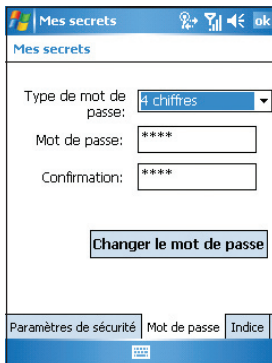 Mes secrets ok
Mes secrets
Type de mot de
passe: 4 chiffres
Mot de passe: ****
Confirmation: ****
Changer le mot de passe
Paramètres de sécurité Mot de passe Indice